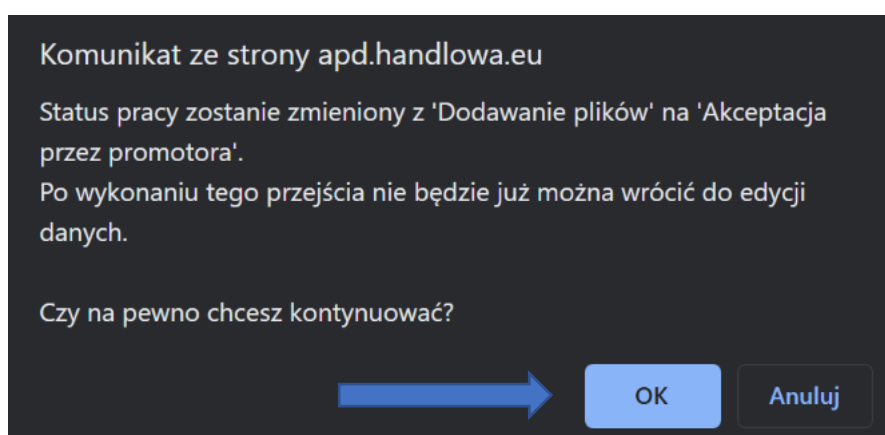 Komunikat ze strony apd.handlowa.eu
Status pracy zostanie zmieniony z 'Dodawanie plików' na 'Akceptacja
przez promotora'.
Po wykonaniu tego przejścia nie będzie już można wrócić do edycji
danych.
Czy na pewno chcesz kontynuować?
OK
Anuluj